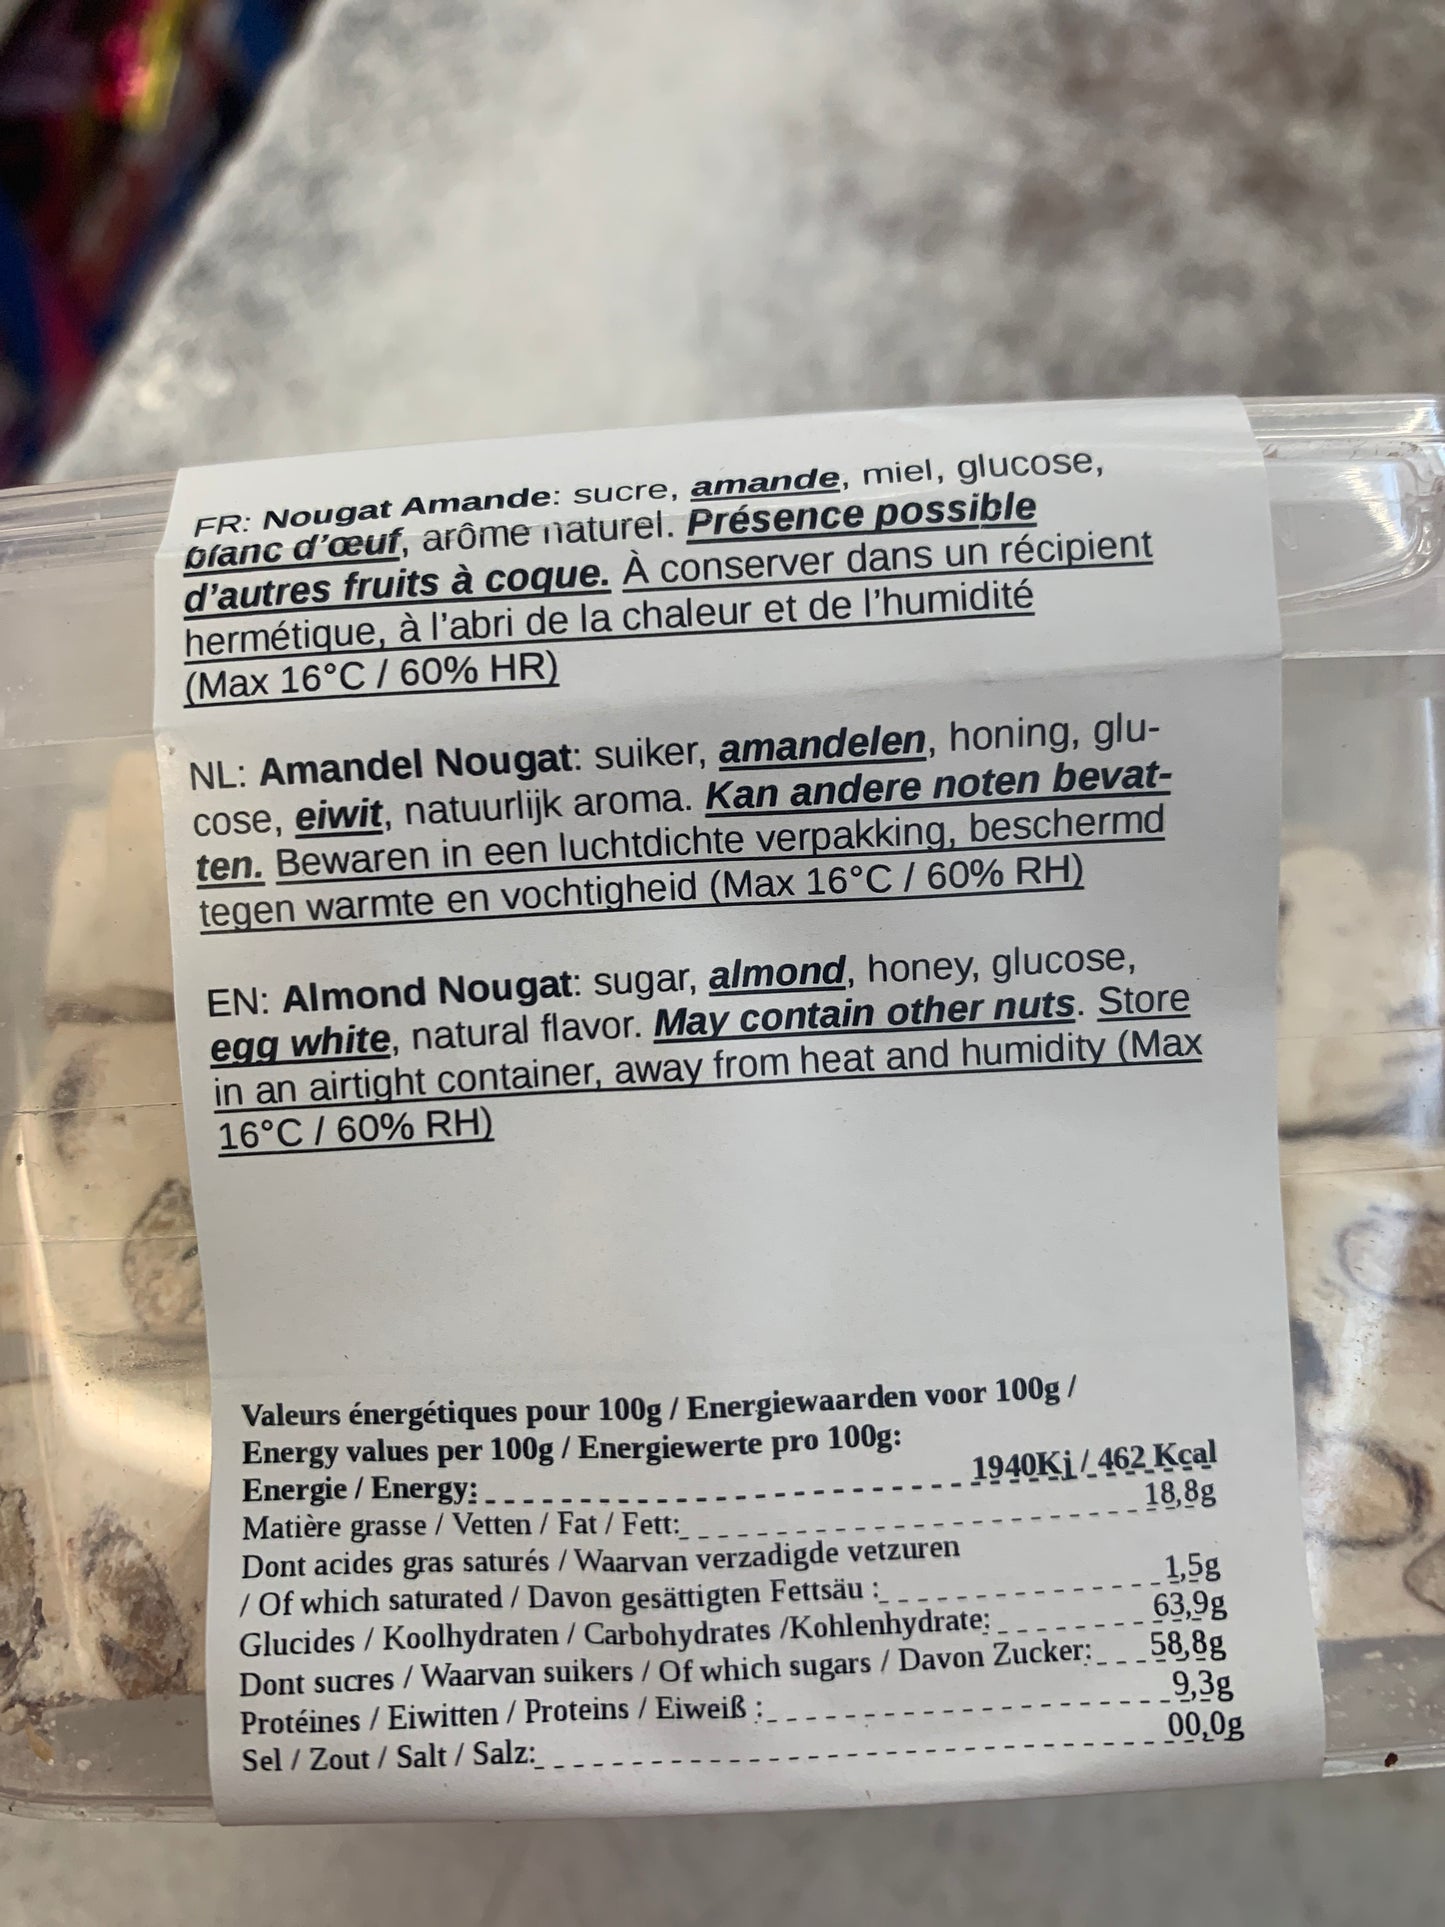 FR: Nougat Amande: sucre, amande, miel, glucose,
blanc d'œuf, arôme naturel. Présence possible
d'autres fruits à coque. À conserver dans un récipient
hermétique, à l'abri de la chaleur et de l'humidité
(Max 16°C / 60% HR)
NL: Amandel Nougat: suiker, amandelen, honing, glu-
cose, eiwit, natuurlijk aroma. Kan andere noten bevat-
ten. Bewaren in een luchtdichte verpakking, beschermd
tegen warmte en vochtigheid (Max 16°C / 60% RH)
EN: Almond Nougat: sugar, almond, honey, glucose,
egg white, natural flavor. May contain other nuts. Store
in an airtight container, away from heat and humidity (Max
16°C / 60% RH)
Valeurs énergétiques pour 100g / Energiewaarden voor 100g /
Energy values per 100g / Energiewerte pro 100g:
Energie / Energy: 1940Kj / 462 Kcal
Matière grasse / Vetten / Fat / Fett: 18,8g
Dont acides gras saturés / Waarvan verzadigde vetzuren
/ Of which saturated / Davon gesättigten Fettsäu : 1,5g
Glucides / Koolhydraten / Carbohydrates /Kohlenhydrate: 63,9g
Dont sucres / Waarvan suikers / Of which sugars / Davon Zucker: 58,8g
Protéines / Eiwitten / Proteins / Eiweiß : 9,3g
Sel / Zout / Salt / Salz: 00,0g